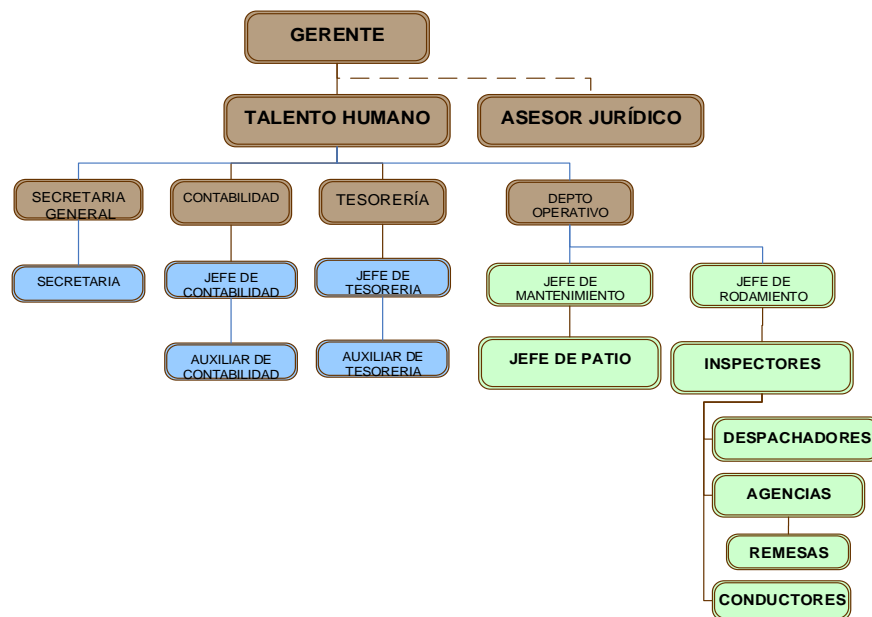 GERENTE
TALENTO HUMANO
ASESOR JURÍDICO
SECRETARIA
GENERAL
CONTABILIDAD
TESORERÍA
DEPTO
OPERATIVO
SECRETARIA
JEFE DE
CONTABILIDAD
JEFE DE
TESORERIA
JEFE DE
MANTENIMIENTO
JEFE DE
RODAMIENTO
AUXILIAR DE
CONTABILIDAD
AUXILIAR DE
TESORERIA
JEFE DE PATIO
INSPECTORES
DESPACHADORES
AGENCIAS
REMESAS
CONDUCTORES